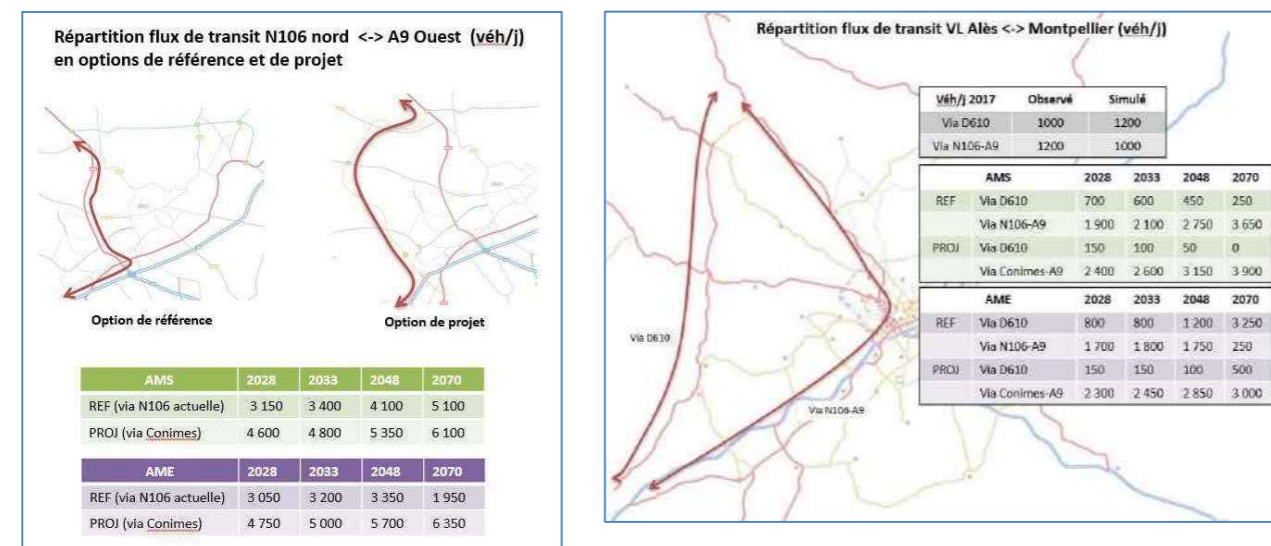 Répartition flux de transit N106 nord <-> A9 Ouest (véh/j)
en options de référence et de projet
Option de référence
Option de projet
AMS 2028 2033 2048 2070
REF (via N106 actuelle) 3 150 3 400 4 100 5 100
PROJ (via Conimes) 4 600 4 800 5 350 6 100
AME 2028 2033 2048 2070
REF (via N106 actuelle) 3 050 3 200 3 350 1 950
PROJ (via Conimes) 4 750 5 000 5 700 6 350
Répartition flux de transit VL Alès <-> Montpellier (véh/j)
Véh/j 2017 Observé Simulé
Via D610 1000 1200
Via N106-A9 1200 1000
AMS 2028 2033 2048 2070
REF Via D610 700 600 450 250
Via N106-A9 1 900 2 100 2 750 3 650
PROJ Via D610 150 100 50 0
Via Conimes-A9 2 400 2 600 3 150 3 900
AME 2028 2033 2048 2070
REF Via D610 800 800 1 200 3 250
Via N106-A9 1 700 1 800 1 750 250
PROJ Via D610 150 150 100 500
Via Conimes-A9 2 300 2 450 2 850 3 000
Via D610
Via N106-A9